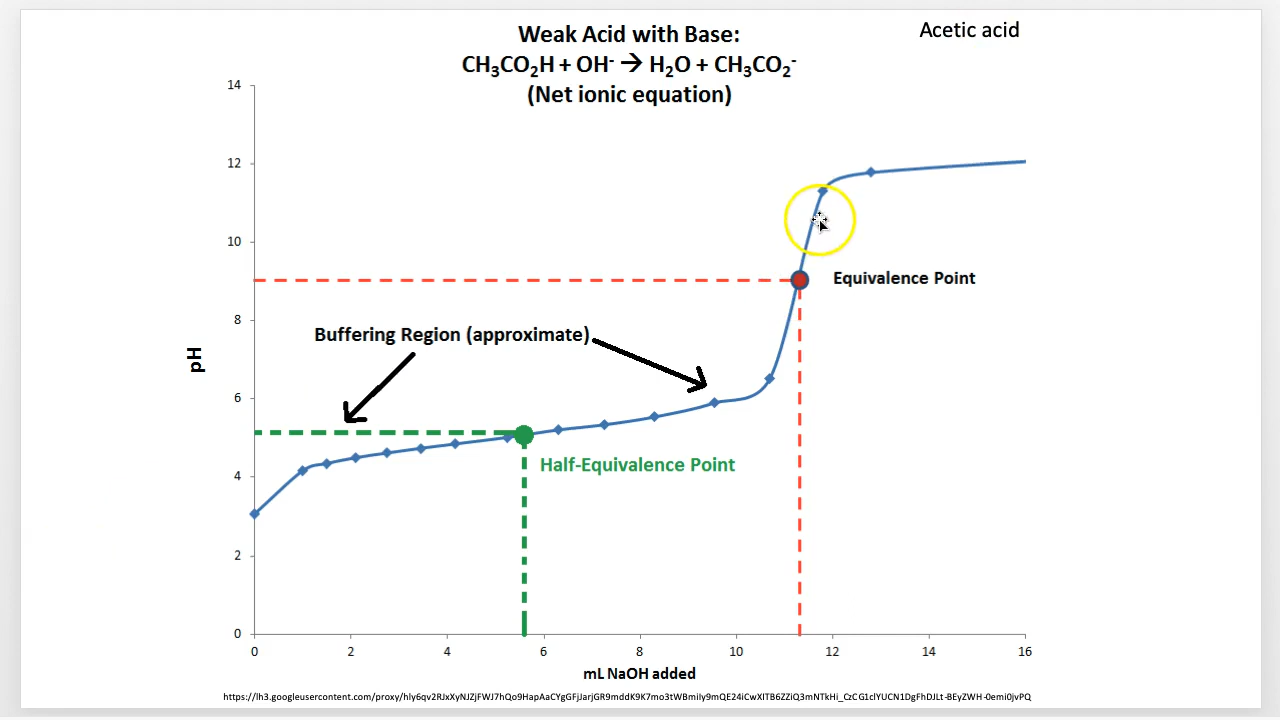 Weak Acid with Base:
Acetic acid
CH₃CO₂H + OH⁻ → H₂O + CH₃CO₂⁻
(Net ionic equation)
14
12
10
Equivalence Point
8
Buffering Region (approximate)
pH
6
Half-Equivalence Point
4
2
0
0 2 4 6 8 10 12 14 16
mL NaOH added